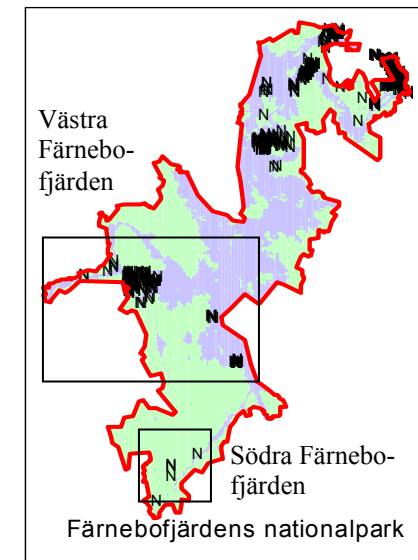 Västra
Färnebo-
fjärden
Södra Färnebo-
fjärden
Färnebofjärdens nationalpark